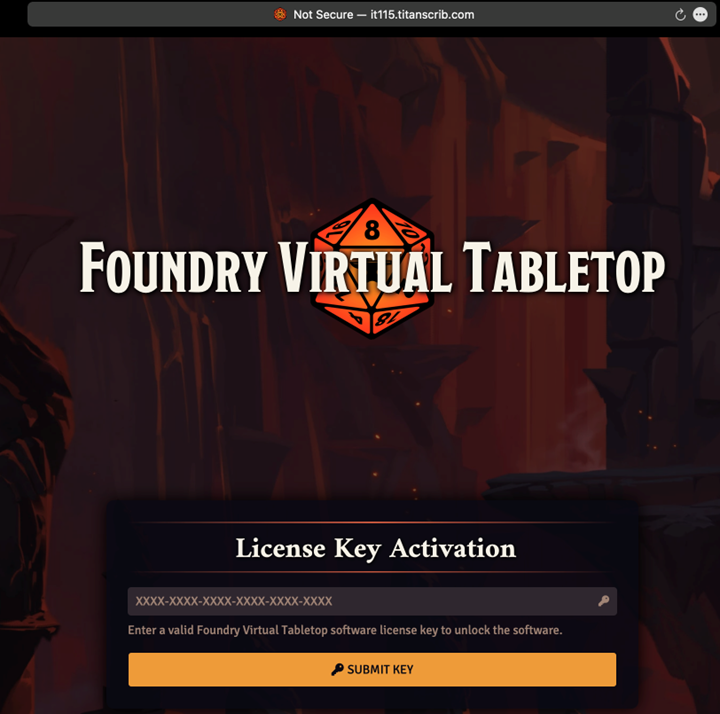 Not Secure — it115.titanscrib.com
8
FOUNDRY VIRTUAL TABLETOP
License Key Activation
XXXX-XXXX-XXXX-XXXX-XXXX-XXXX
Enter a valid Foundry Virtual Tabletop software license key to unlock the software.
SUBMIT KEY